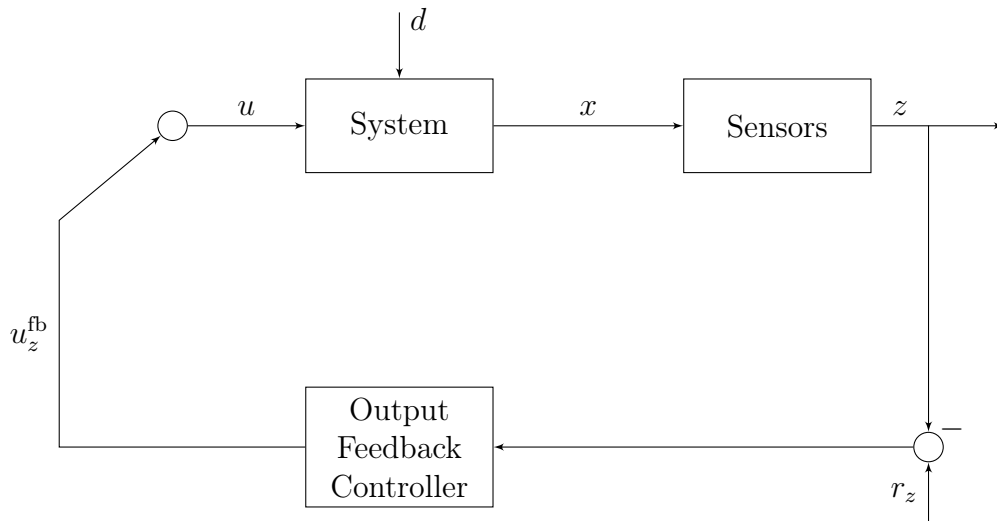 d
u
System
x
Sensors
z
u_z^fb
Output
Feedback
Controller
−
r_z